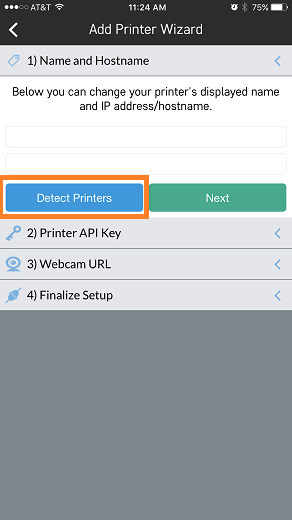 AT&T 11:24 AM 75%
Add Printer Wizard
1) Name and Hostname
Below you can change your printer's displayed name
and IP address/hostname.
Detect Printers Next
2) Printer API Key
3) Webcam URL
4) Finalize Setup